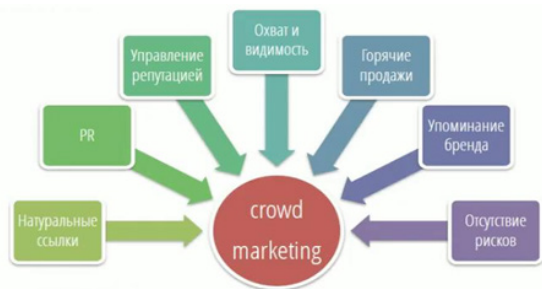 Охват и
видимость
Управление
репутацией
Горячие
продажи
PR
Упоминание
бренда
Натуральные
ссылки
crowd
marketing
Отсутствие
рисков